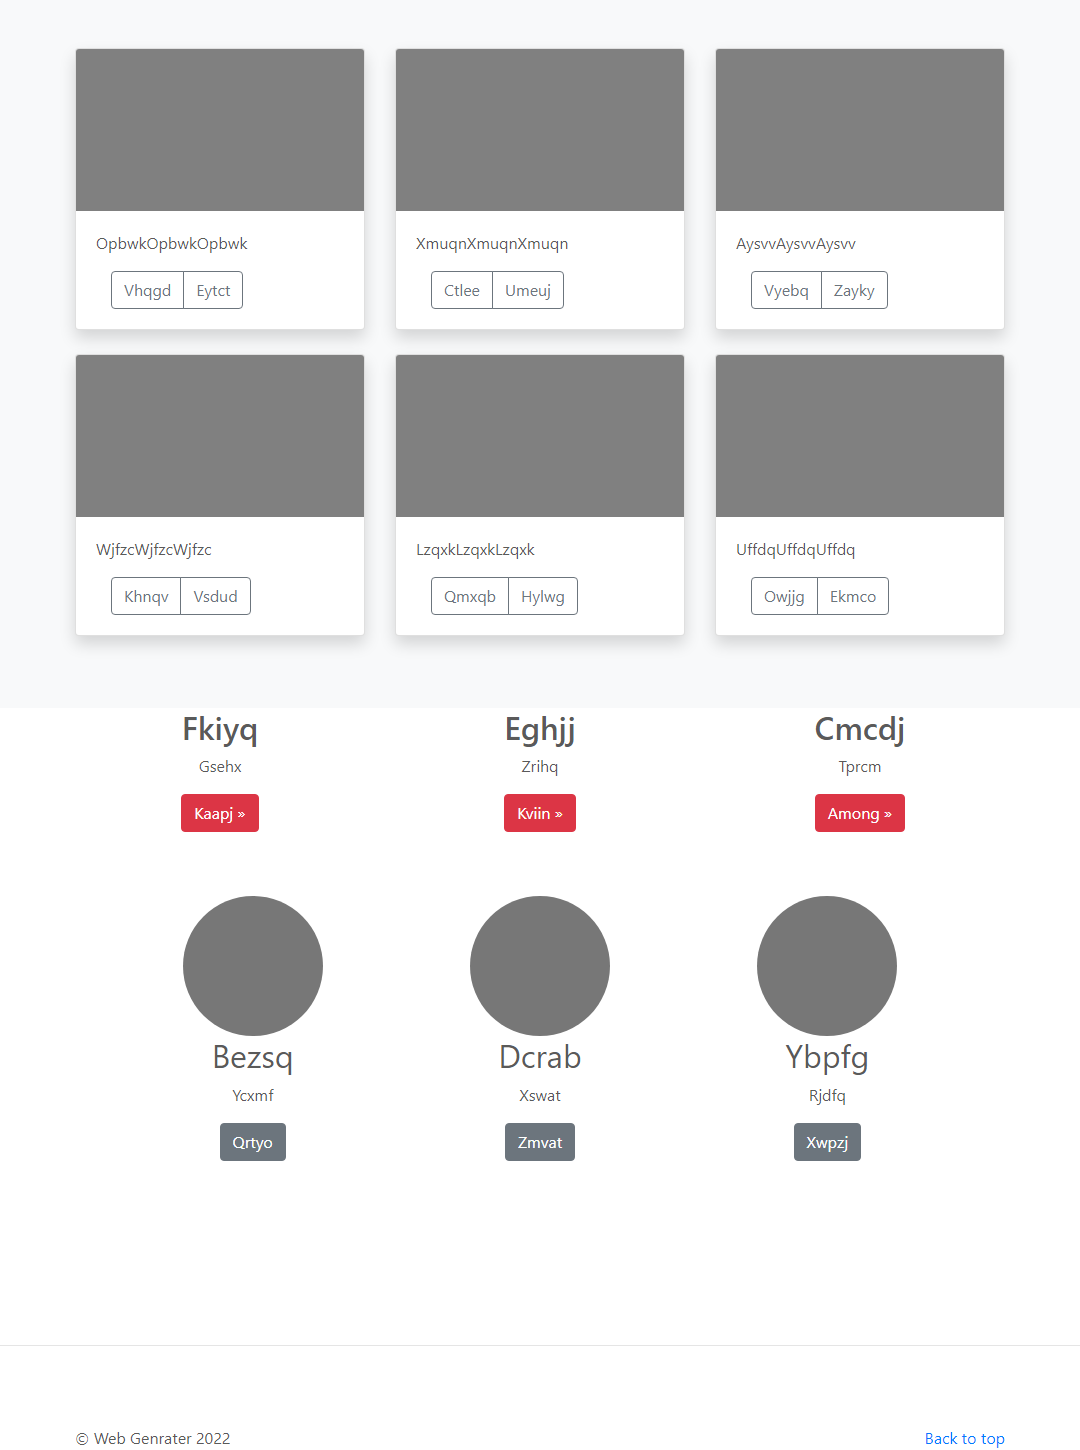 OpbwkOpbwkOpbwk XmuqnXmuqnXmuqn AysvvAysvvAysvv
Vhqgd Eytct Ctlee Umeuj Vyebq Zayky
WjfzcWjfzcWjfzc LzqxkLzqxkLzqxk UffdqUffdqUffdq
Khnqv Vsdud Qmxqb Hylwg Owjjg Ekmco
Fkiyq Eghjj Cmcdj
Gsehx Zrihq Tprcm
Kaapj » Kviin » Among »
Bezsq Dcrab Ybpfg
Ycxmf Xswat Rjdfq
Qrtyo Zmvat Xwpzj
© Web Genrater 2022 Back to top